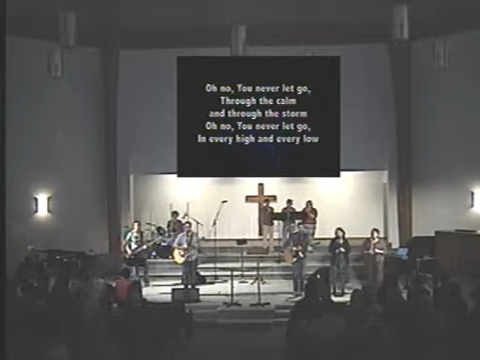 Oh no, You never let go,
Through the calm
and through the storm
Oh no, You never let go,
In every high and every low